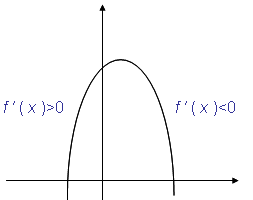 f ′ ( x )>0
f ′ ( x )<0